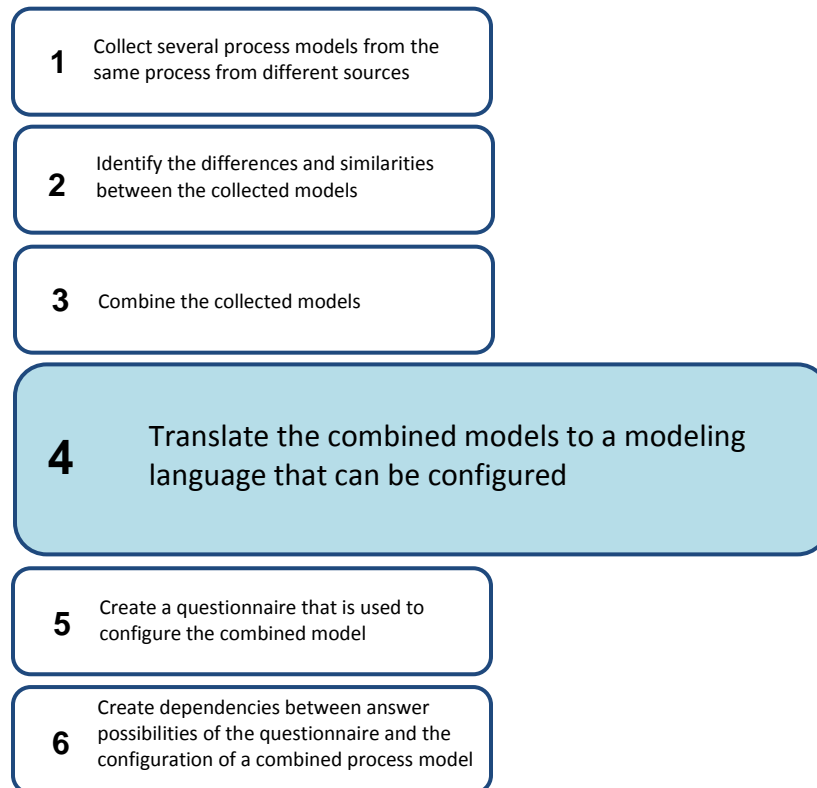 1
Collect several process models from the
same process from different sources
2
Identify the differences and similarities
between the collected models
3
Combine the collected models
4
Translate the combined models to a modeling
language that can be configured
5
Create a questionnaire that is used to
configure the combined model
6
Create dependencies between answer
possibilities of the questionnaire and the
configuration of a combined process model